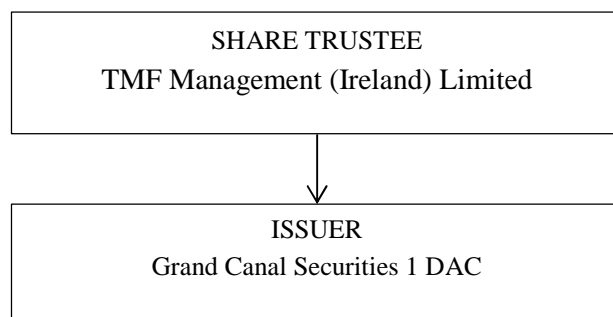 SHARE TRUSTEE
TMF Management (Ireland) Limited
ISSUER
Grand Canal Securities 1 DAC